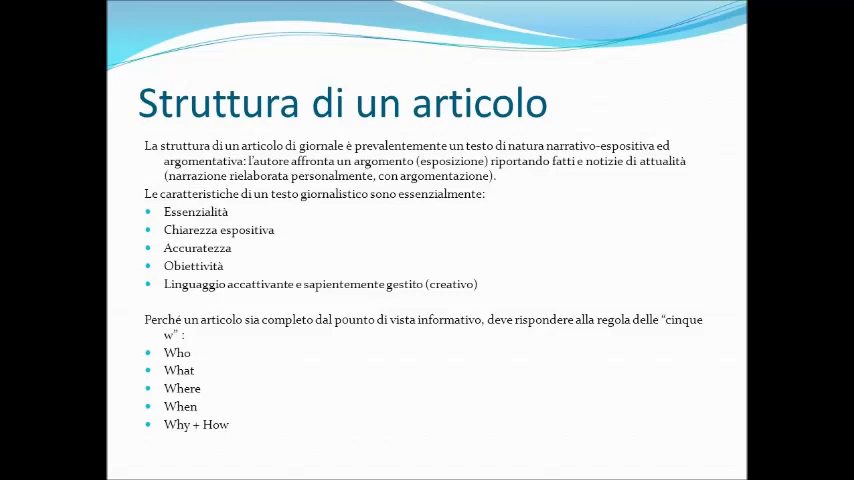 Struttura di un articolo
La struttura di un articolo di giornale è prevalentemente un testo di natura narrativo-espositiva ed
argomentativa: l'autore affronta un argomento (esposizione) riportando fatti e notizie di attualità
(narrazione rielaborata personalmente, con argomentazione).
Le caratteristiche di un testo giornalistico sono essenzialmente:
• Essenzialità
• Chiarezza espositiva
• Accuratezza
• Obiettività
• Linguaggio accattivante e sapientemente gestito (creativo)
Perché un articolo sia completo dal pounto di vista informativo, deve rispondere alla regola delle “cinque
w” :
• Who
• What
• Where
• When
• Why + How